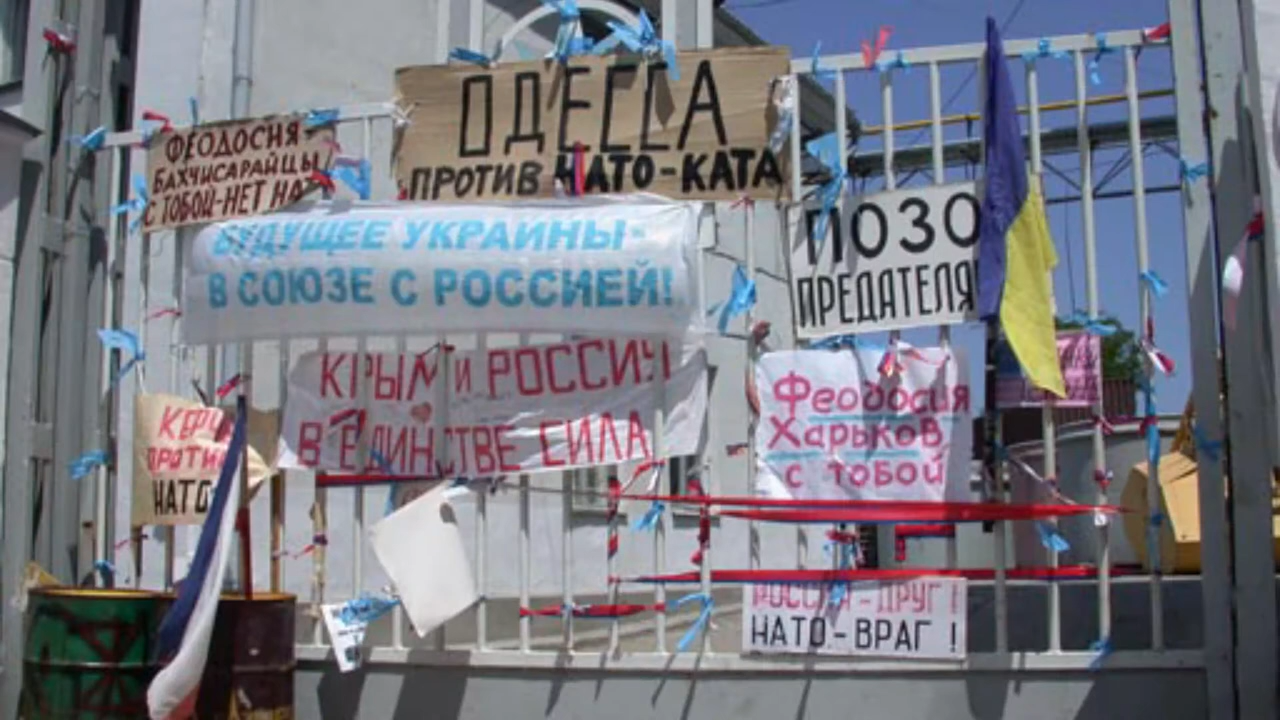 ФЕОДОСИЯ
БАХЧИСАРАЙЦЫ
С ТОБОЙ-НЕТ НА
ОДЕССА
ПРОТИВ НАТО-КАТА
БУДУЩЕЕ УКРАИНЫ-
В СОЮЗЕ С РОССИЕЙ!
ПОЗО
ПРЕДАТЕЛЯ
КРЫМ и РОССИЯ
В ЕДИНСТВЕ СИЛА
Феодосия
Харьков
с тобой
КЕРЧ
ПРОТИВ
НАТО
РОССИЯ-ДРУГ!
НАТО-ВРАГ!